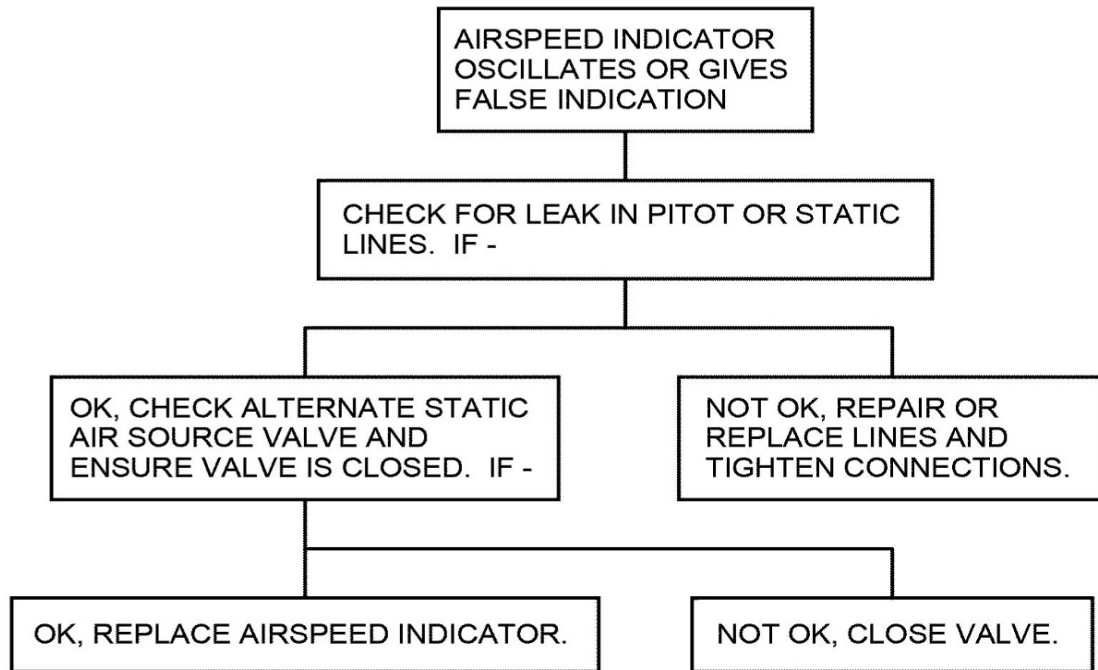 AIRSPEED INDICATOR
OSCILLATES OR GIVES
FALSE INDICATION
CHECK FOR LEAK IN PITOT OR STATIC
LINES. IF -
OK, CHECK ALTERNATE STATIC
AIR SOURCE VALVE AND
ENSURE VALVE IS CLOSED. IF -
NOT OK, REPAIR OR
REPLACE LINES AND
TIGHTEN CONNECTIONS.
OK, REPLACE AIRSPEED INDICATOR.
NOT OK, CLOSE VALVE.